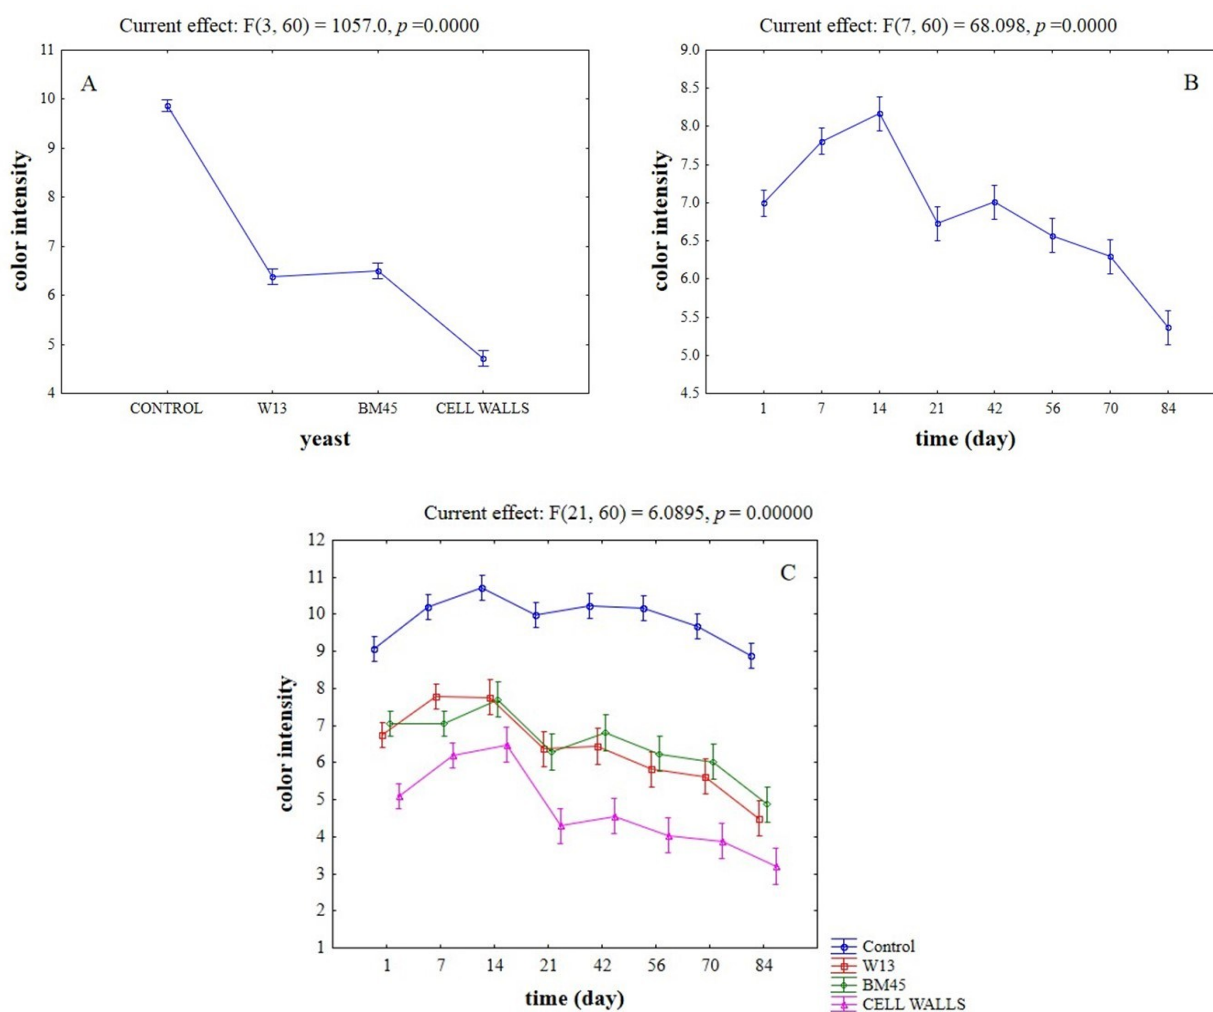 Current effect: F(3, 60) = 1057.0, p =0.0000
A
color intensity
11
10
9
8
7
6
5
4
CONTROL W13 BM45 CELL WALLS
yeast
Current effect: F(7, 60) = 68.098, p =0.0000
B
color intensity
9.0
8.5
8.0
7.5
7.0
6.5
6.0
5.5
5.0
4.5
1 7 14 21 42 56 70 84
time (day)
Current effect: F(21, 60) = 6.0895, p = 0.00000
C
color intensity
12
11
10
9
8
7
6
5
4
3
2
1
1 7 14 21 42 56 70 84
time (day)
Control
W13
BM45
CELL WALLS